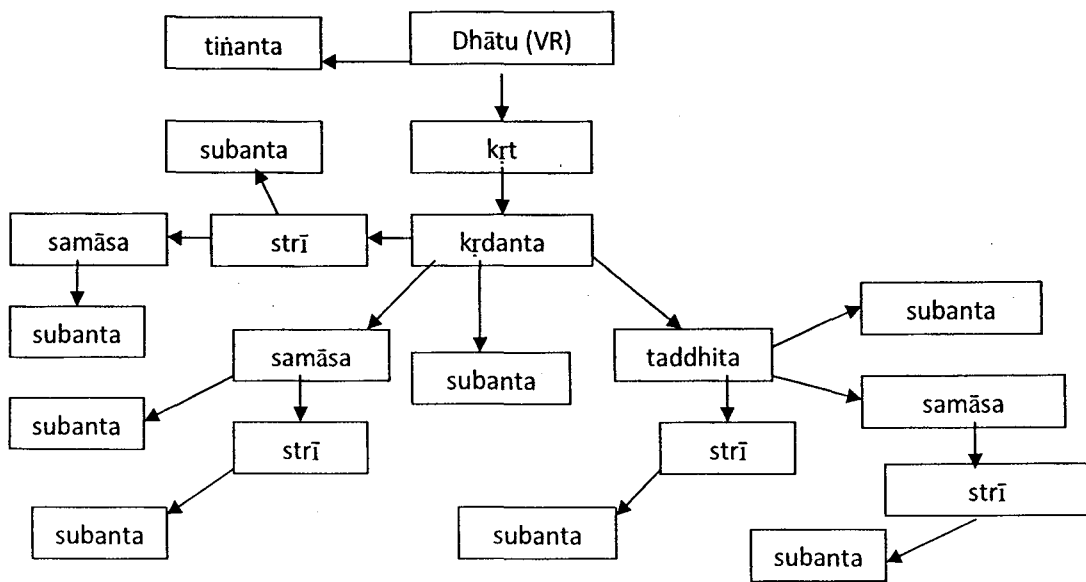 tiṅanta
Dhātu (VR)
subanta
kṛt
samāsa
strī
kṛdanta
subanta
subanta
samāsa
subanta
taddhita
subanta
samāsa
strī
strī
strī
subanta
subanta
subanta